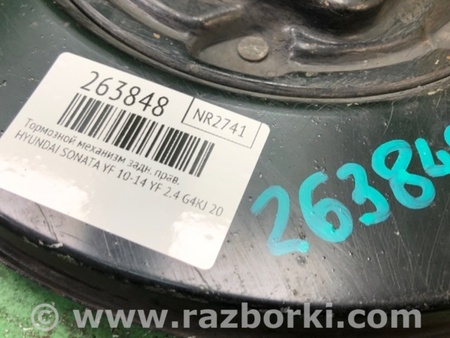 263848
NR2741
Тормозной механизм задн. прав.
HYUNDAI SONATA YF 10-14 YF 2.4 G4KJ 20
263848
www.razborki.com